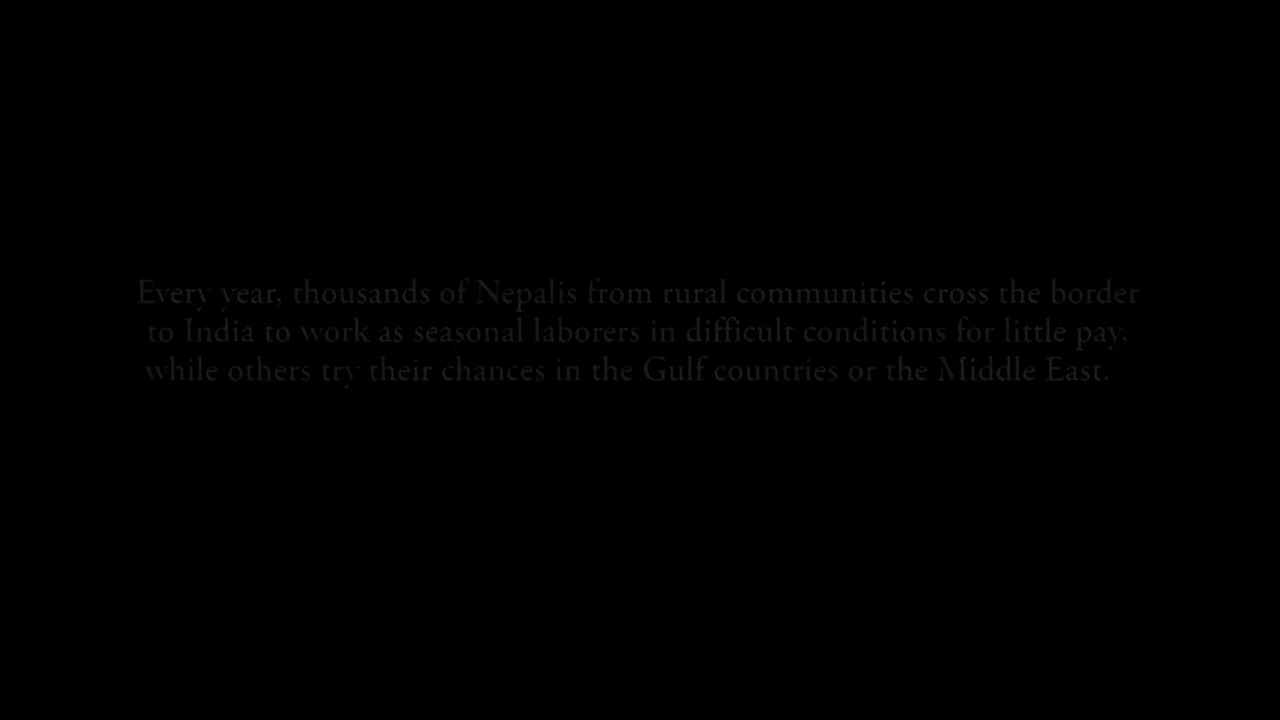 Every year, thousands of Nepalis from rural communities cross the border
to India to work as seasonal laborers in difficult conditions for little pay,
while others try their chances in the Gulf countries or the Middle East.